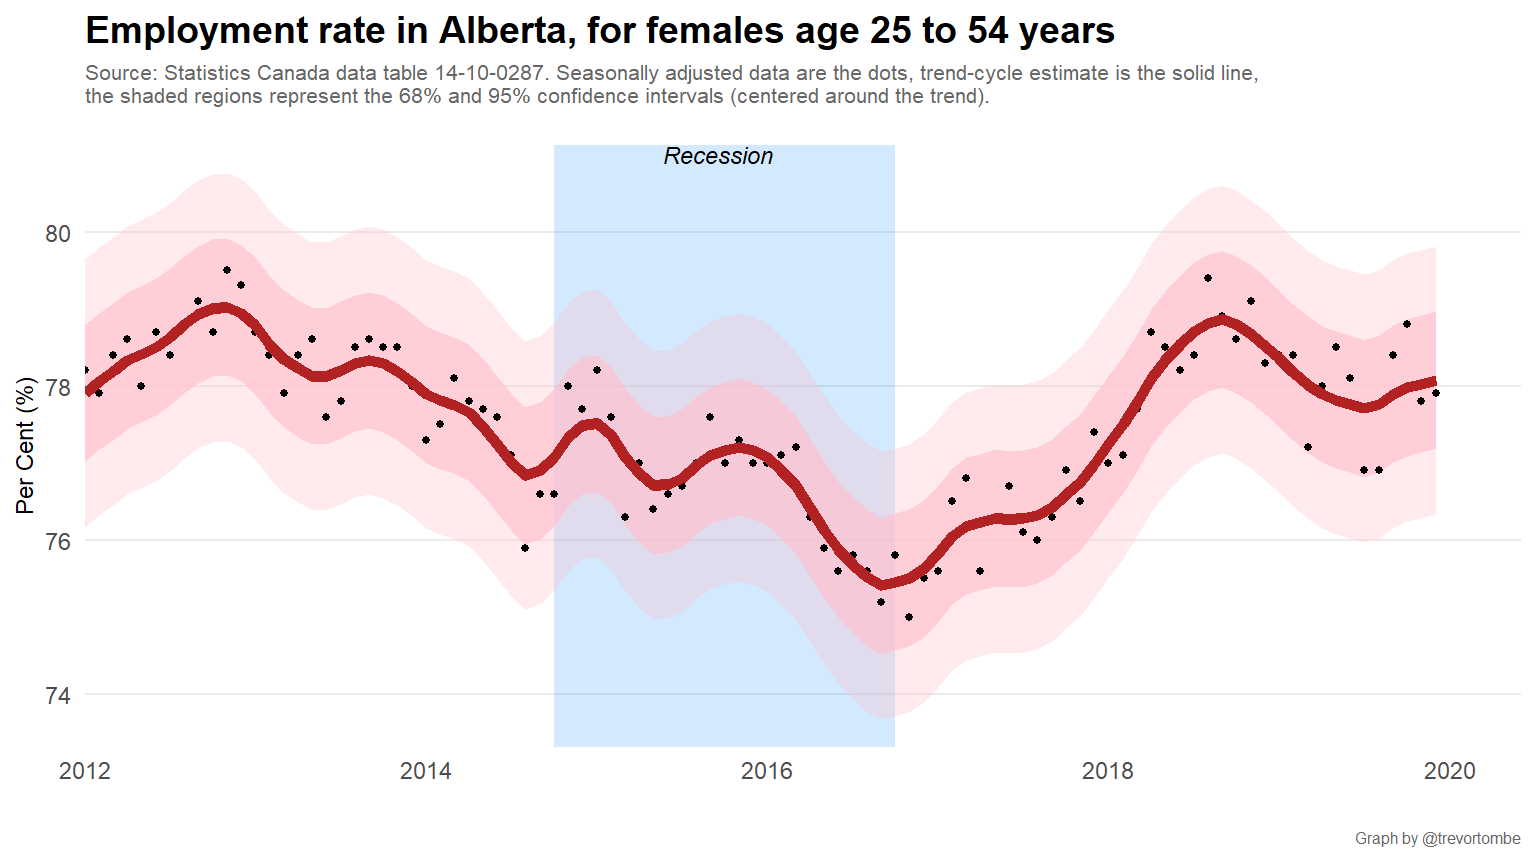 Employment rate in Alberta, for females age 25 to 54 years
Source: Statistics Canada data table 14-10-0287. Seasonally adjusted data are the dots, trend-cycle estimate is the solid line,
the shaded regions represent the 68% and 95% confidence intervals (centered around the trend).
Recession
Per Cent (%)
80
78
76
74
2012 2014 2016 2018 2020
Graph by @trevortombe